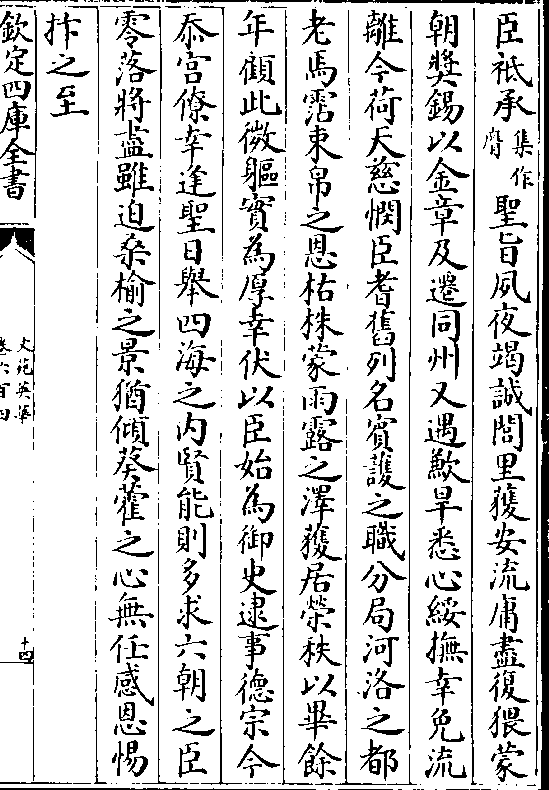 臣祗承集作膺聖旨夙夜竭誠閭里獲安流庸盡復猥蒙
朝奬錫以金章及遷同州又遇歉旱悉心綏撫幸免流
離今荷天慈憫臣耆舊列名賓護之職分局河洛之都
老馬霑束帛之恩枯株蒙雨露之澤獲居榮秩以畢餘
年顧此微軀實為厚幸伏以臣始為御史逮事德宗今
忝宫僚幸逢聖日舉四海之内賢能則多求六朝之臣
零落將盡雖迫桑榆之景猶傾葵藿之心無任感恩惕
抃之至
欽定四庫全書
文苑英華
卷六百四
十四